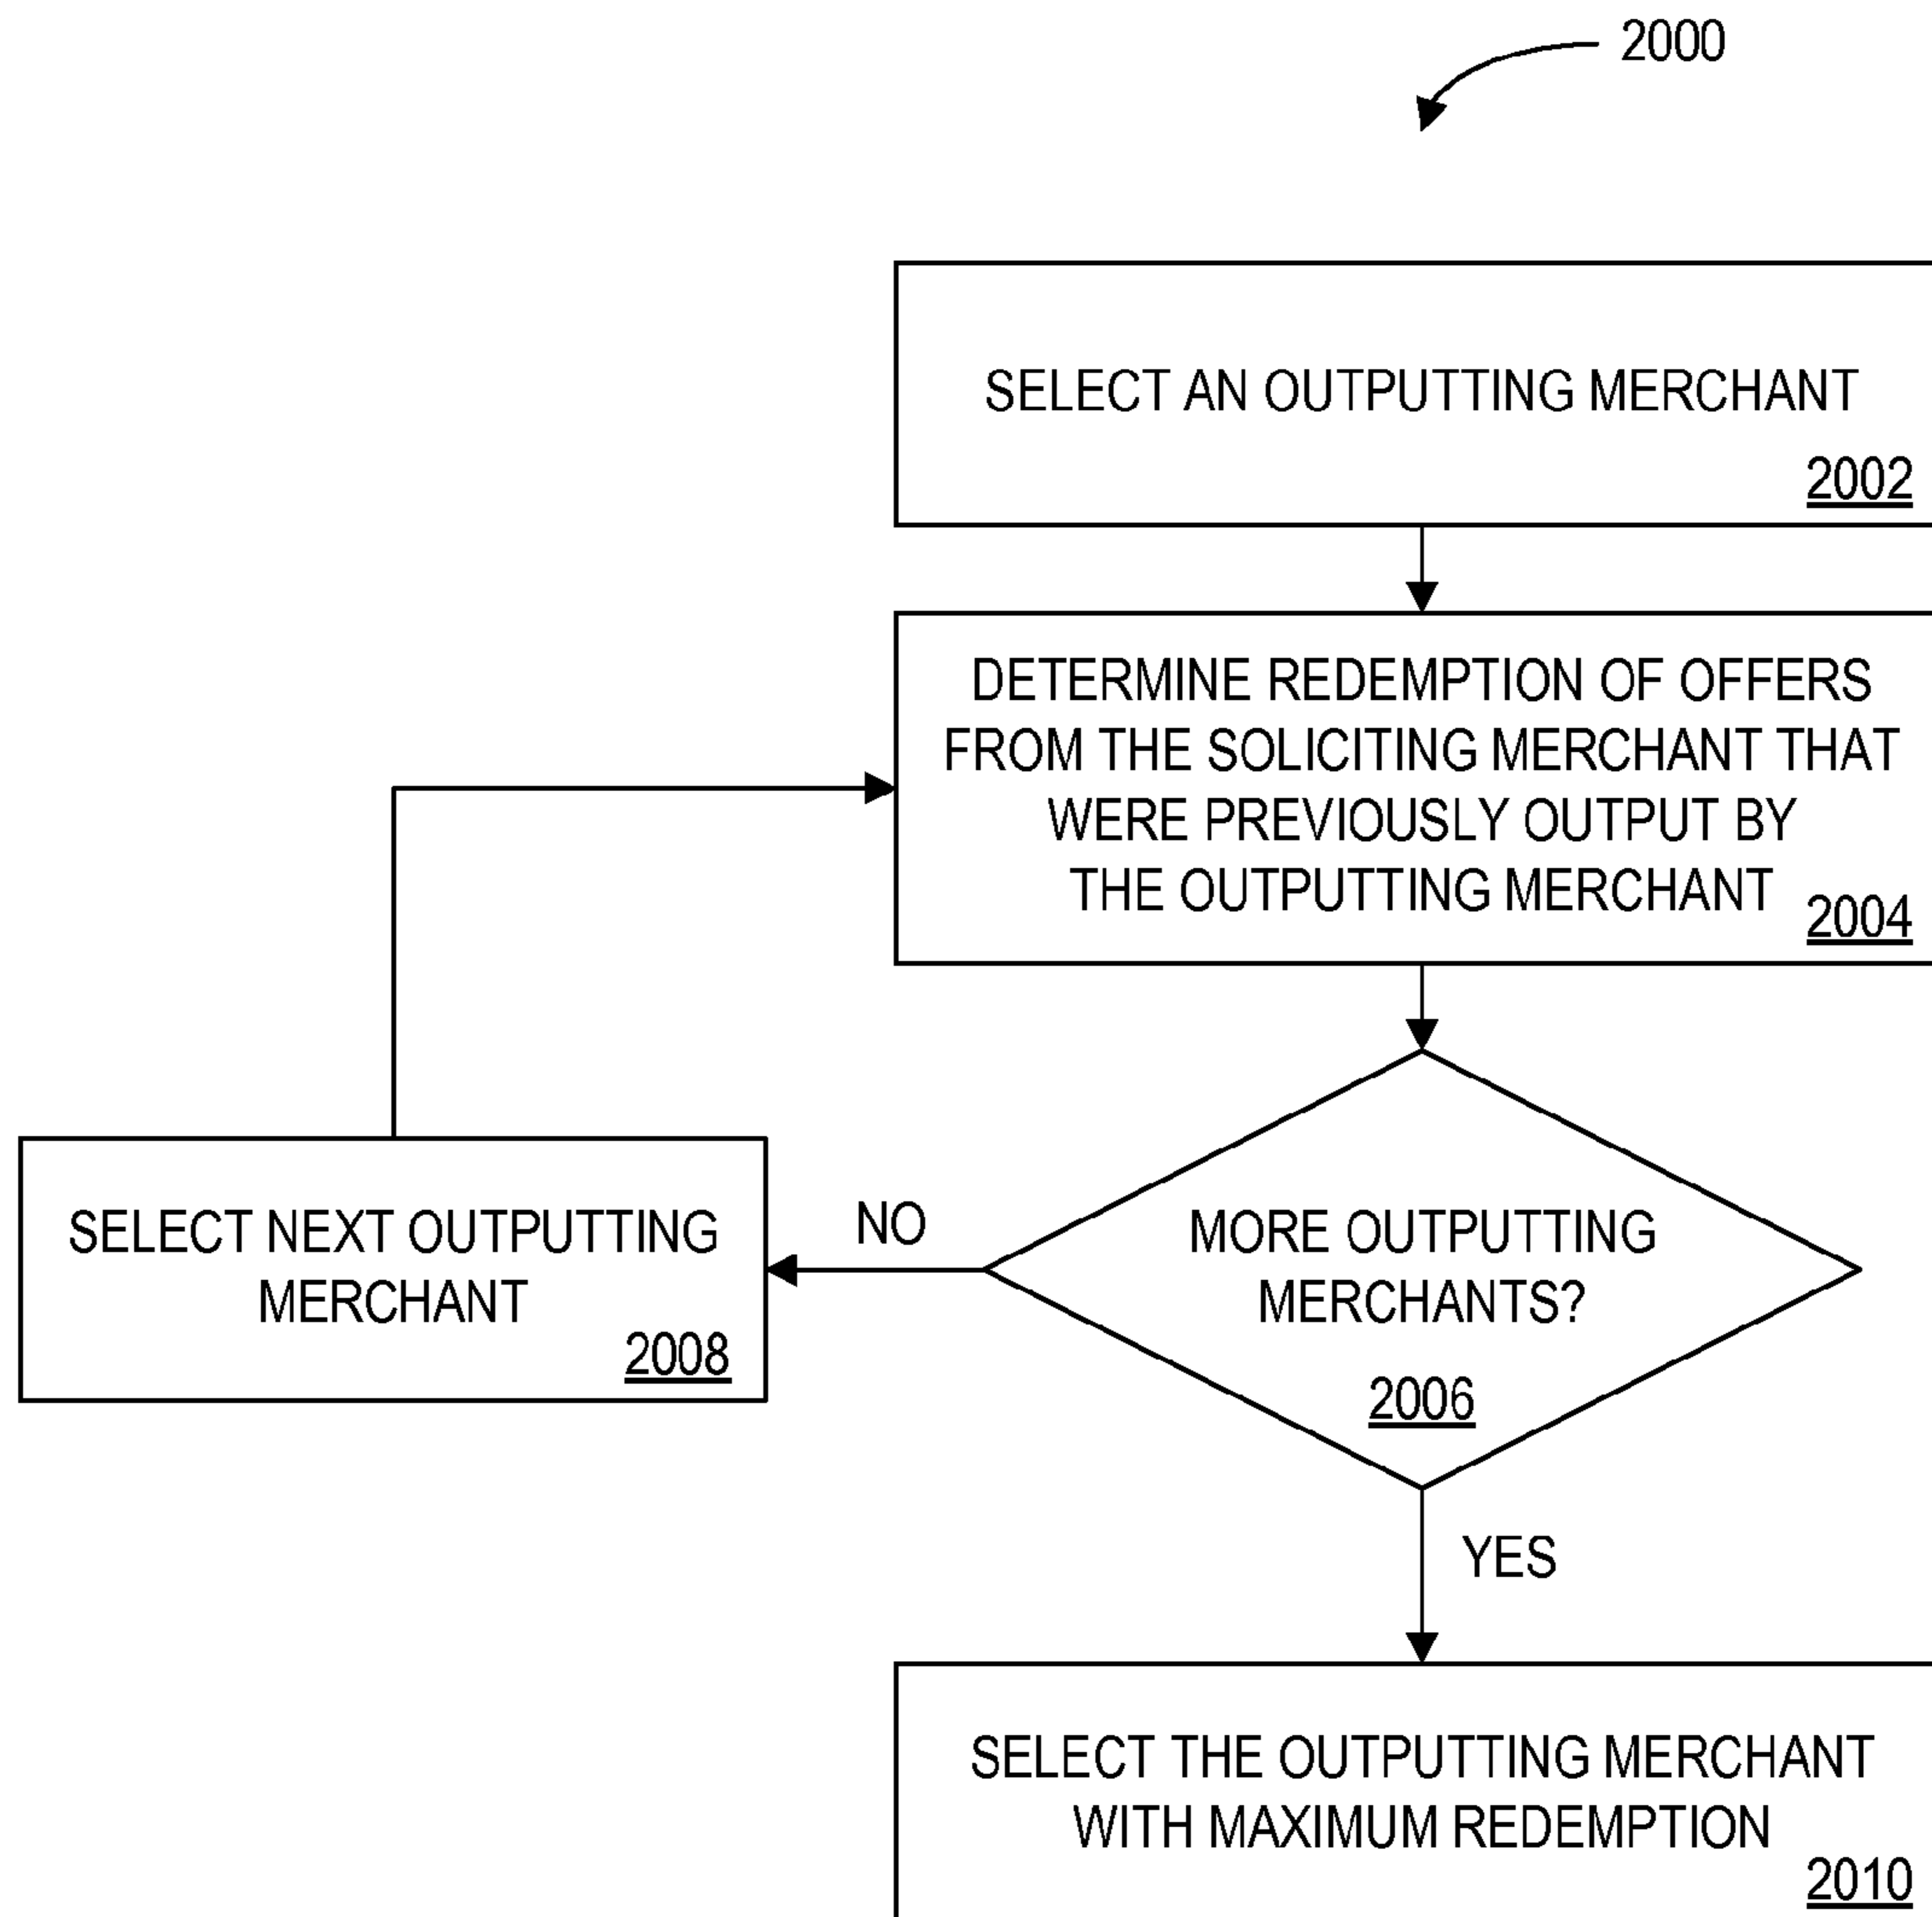 2000
SELECT AN OUTPUTTING MERCHANT
2002
DETERMINE REDEMPTION OF OFFERS
FROM THE SOLICITING MERCHANT THAT
WERE PREVIOUSLY OUTPUT BY
THE OUTPUTTING MERCHANT
2004
NO
MORE OUTPUTTING
MERCHANTS?
2006
SELECT NEXT OUTPUTTING
MERCHANT
2008
YES
SELECT THE OUTPUTTING MERCHANT
WITH MAXIMUM REDEMPTION
2010